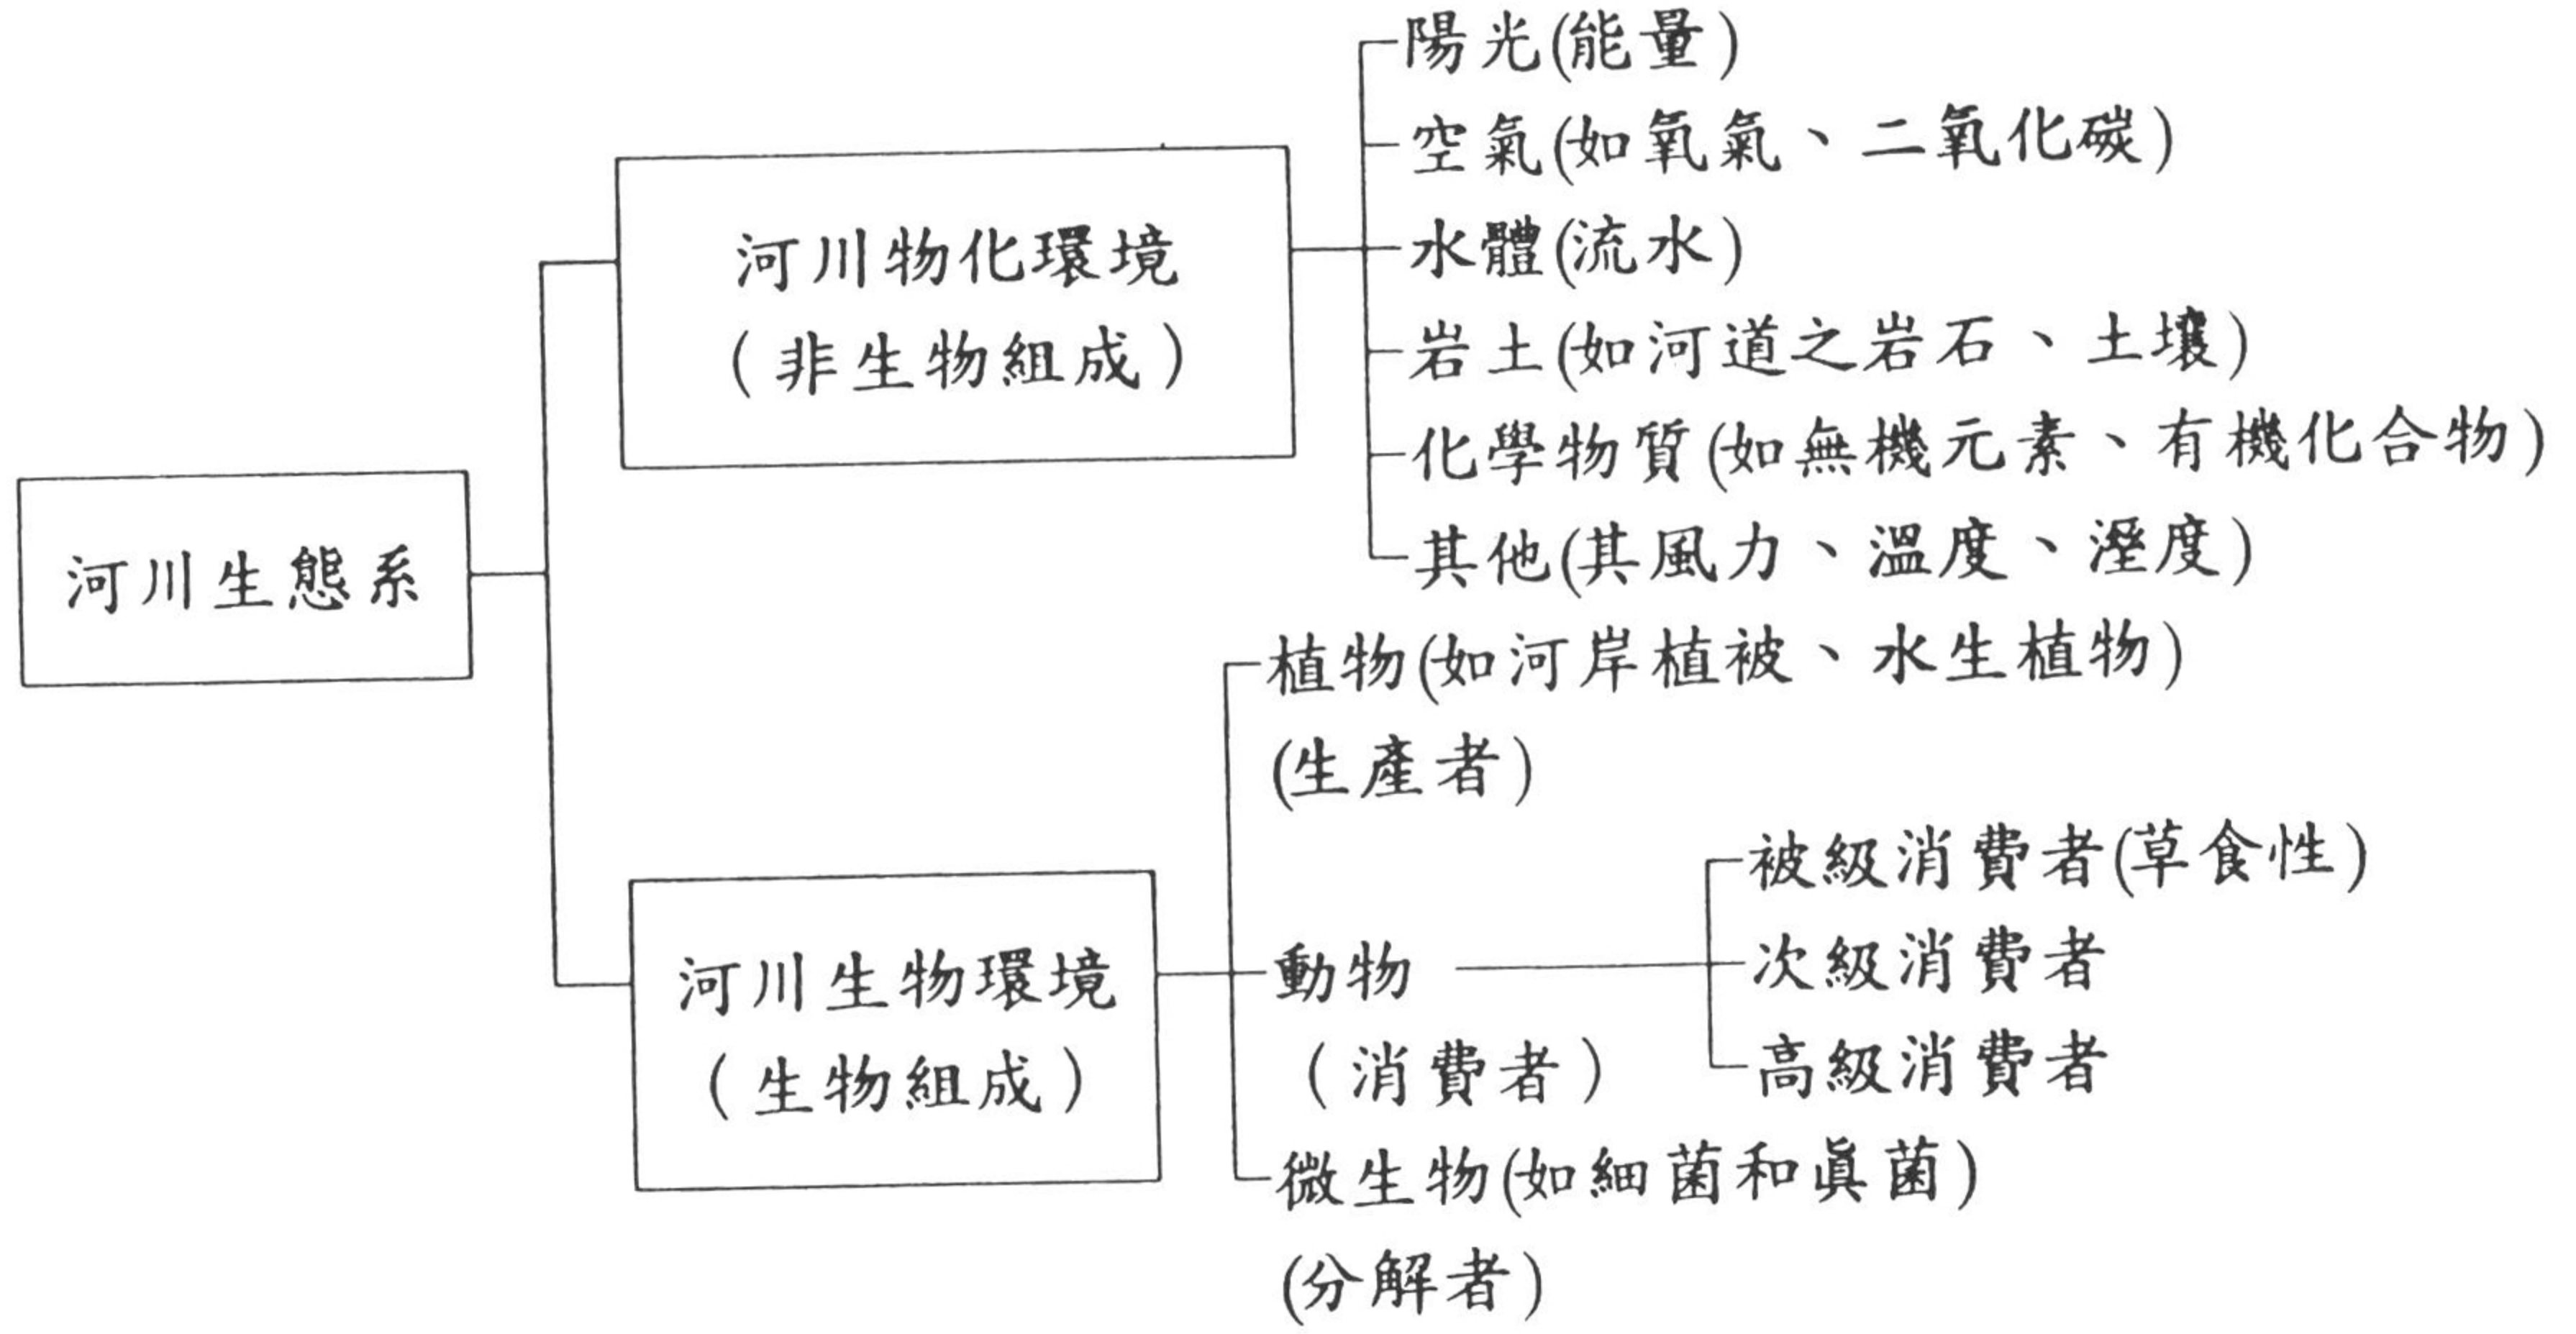 河川生態系
河川物化環境
(非生物組成)
陽光(能量)
空氣(如氧氣、二氧化碳)
水體(流水)
岩土(如河道之岩石、土壤)
化學物質(如無機元素、有機化合物)
其他(其風力、溫度、溼度)
河川生物環境
(生物組成)
植物(如河岸植被、水生植物)
(生產者)
動物
(消費者)
被級消費者(草食性)
次級消費者
高級消費者
微生物(如細菌和眞菌)
(分解者)